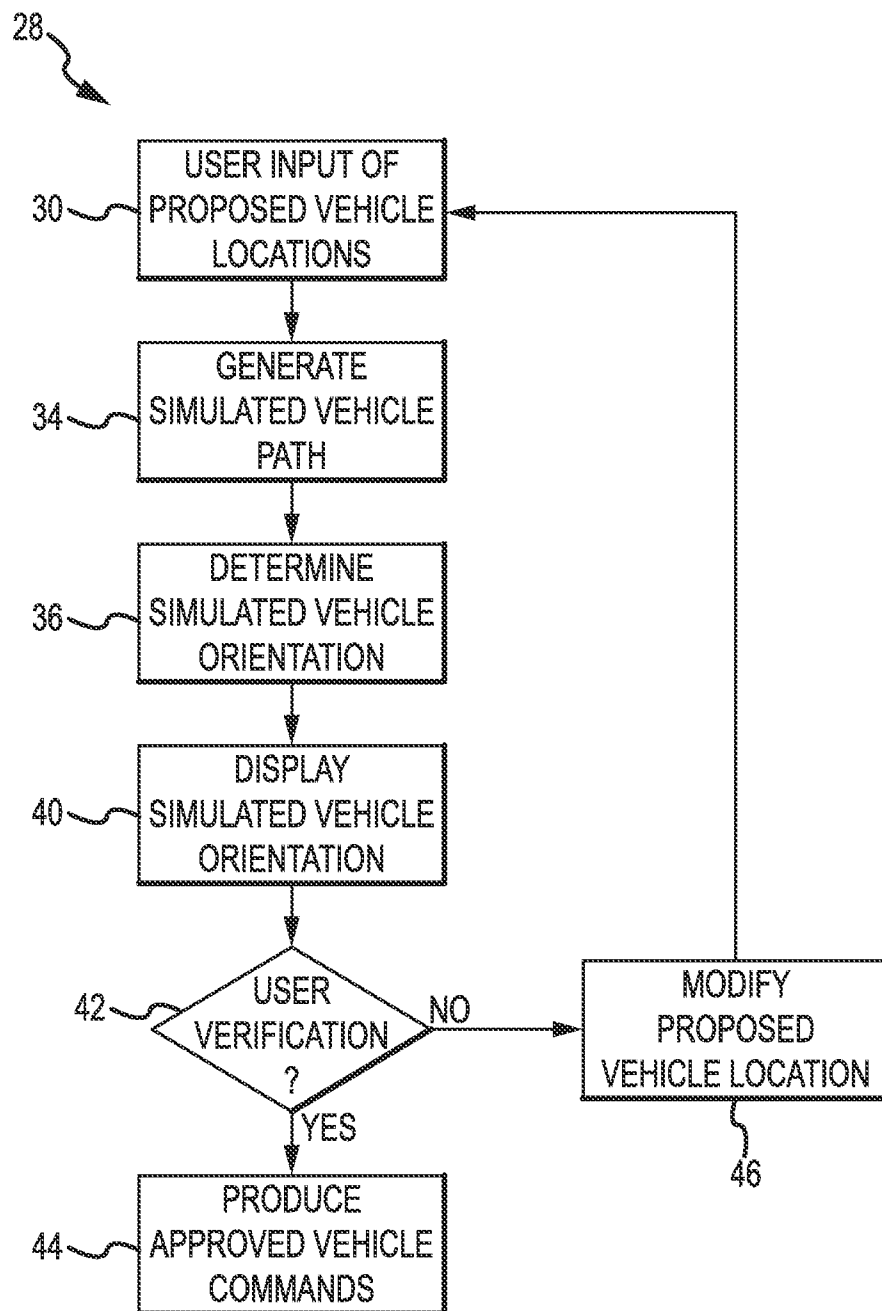 28
30
USER INPUT OF
PROPOSED VEHICLE
LOCATIONS
34
GENERATE
SIMULATED VEHICLE
PATH
36
DETERMINE
SIMULATED VEHICLE
ORIENTATION
40
DISPLAY
SIMULATED VEHICLE
ORIENTATION
42
USER
VERIFICATION
?
NO
YES
MODIFY
PROPOSED
VEHICLE LOCATION
46
44
PRODUCE
APPROVED VEHICLE
COMMANDS